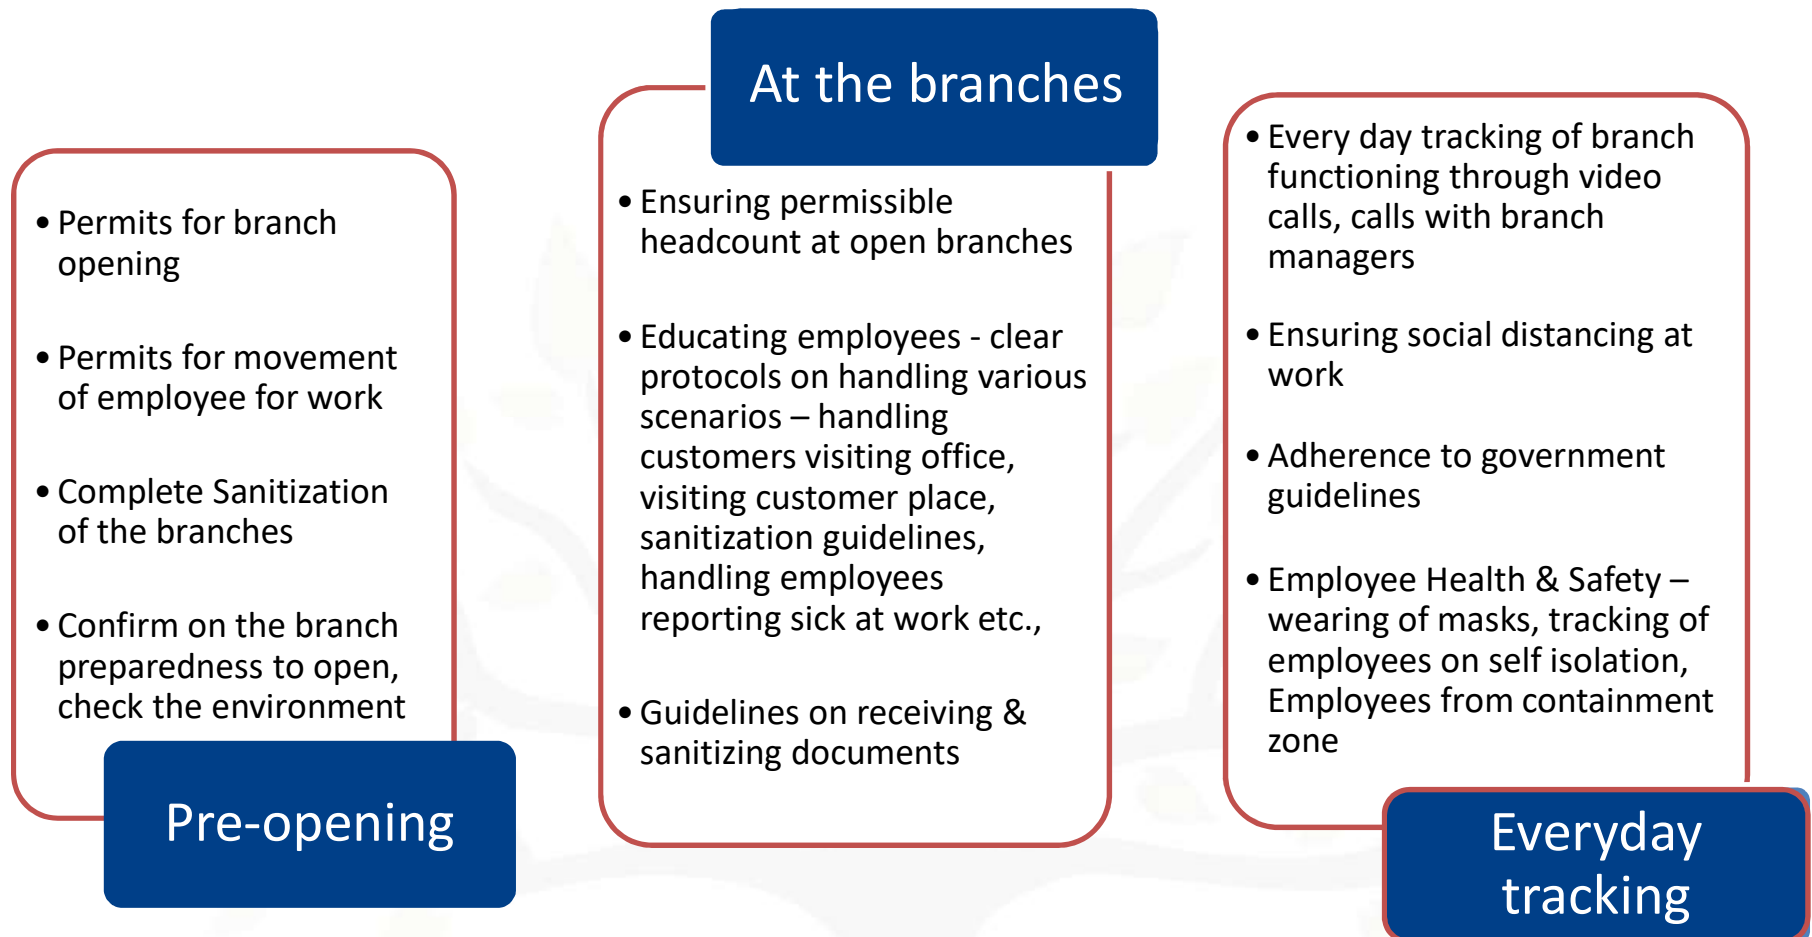 • Permits for branch
opening
• Permits for movement
of employee for work
• Complete Sanitization
of the branches
• Confirm on the branch
preparedness to open,
check the environment
Pre-opening
At the branches
• Ensuring permissible
headcount at open branches
• Educating employees - clear
protocols on handling various
scenarios – handling
customers visiting office,
visiting customer place,
sanitization guidelines,
handling employees
reporting sick at work etc.,
• Guidelines on receiving &
sanitizing documents
• Every day tracking of branch
functioning through video
calls, calls with branch
managers
• Ensuring social distancing at
work
• Adherence to government
guidelines
• Employee Health & Safety –
wearing of masks, tracking of
employees on self isolation,
Employees from containment
zone
Everyday
tracking